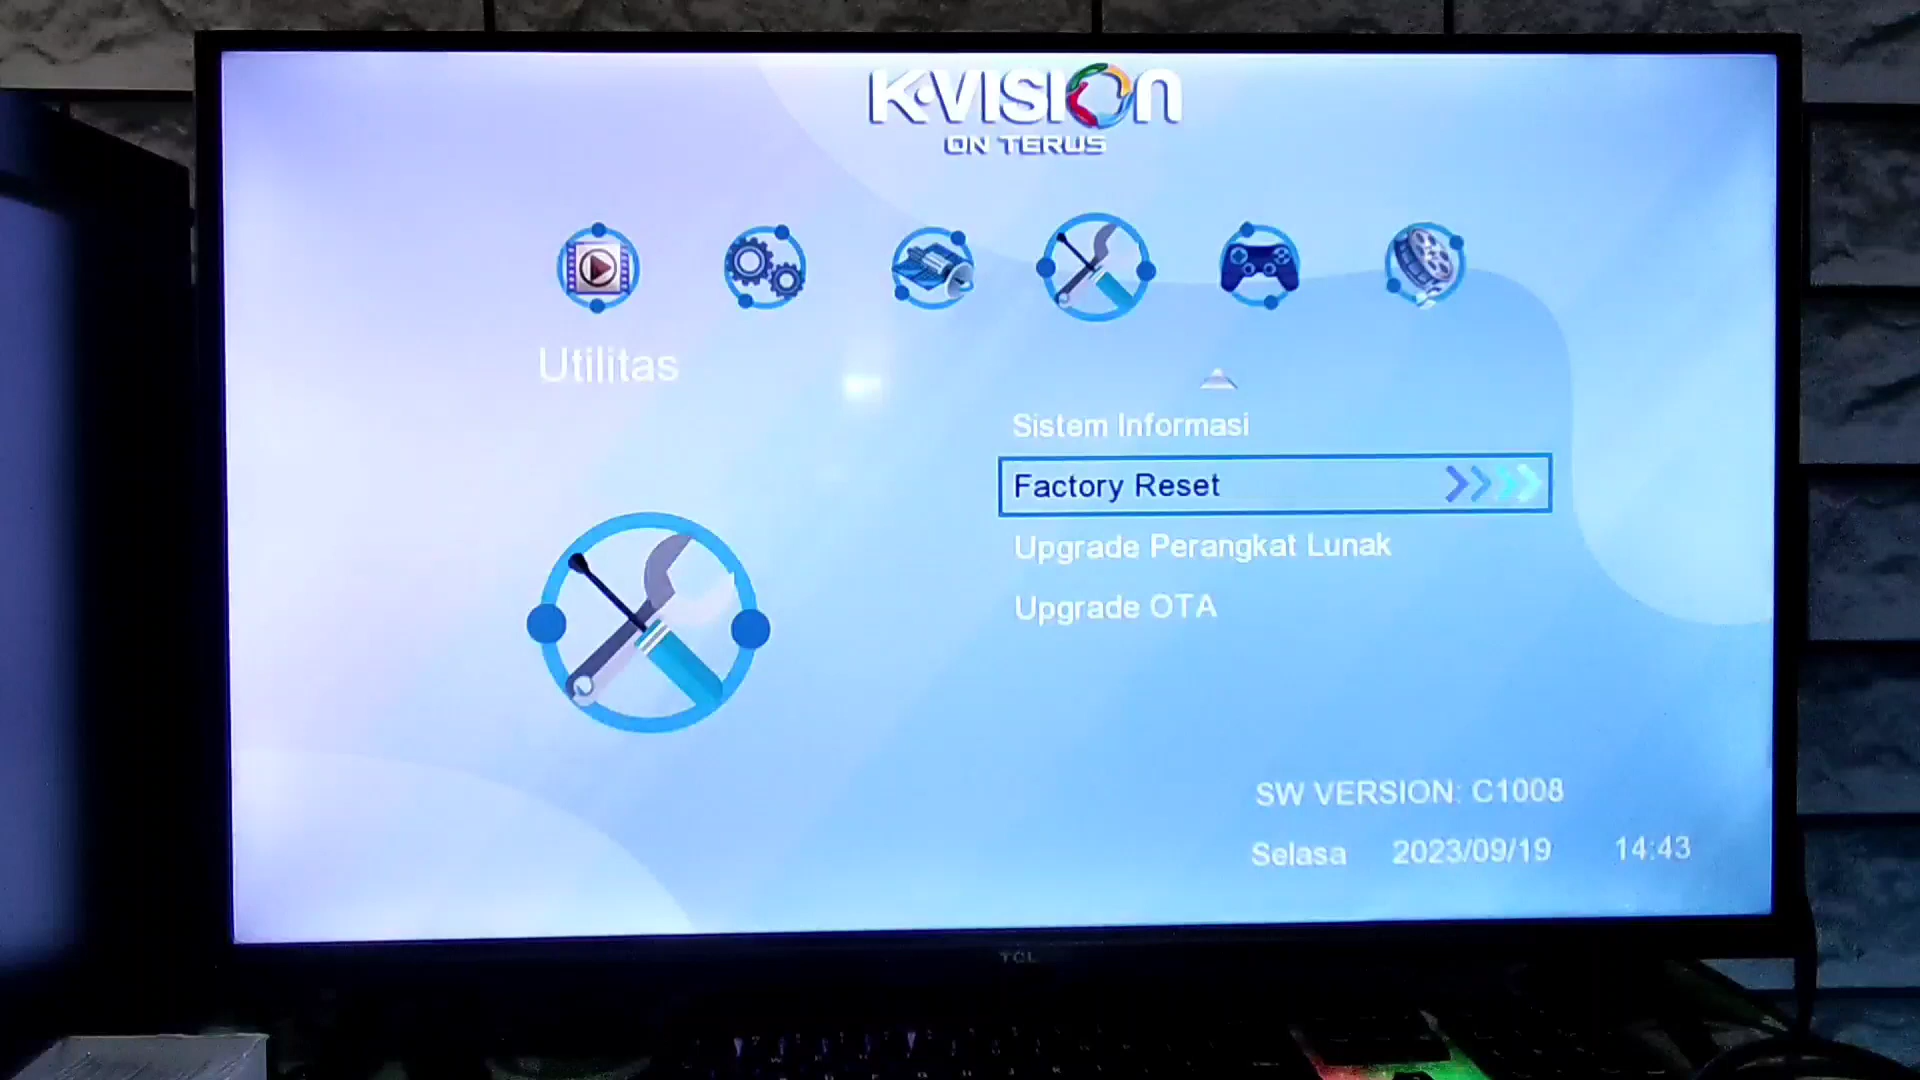 K-VISION
ON TERUS
Utilitas
Sistem Informasi
Factory Reset
Upgrade Perangkat Lunak
Upgrade OTA
SW VERSION: C1008
Selasa 2023/09/19 14:43
TCL